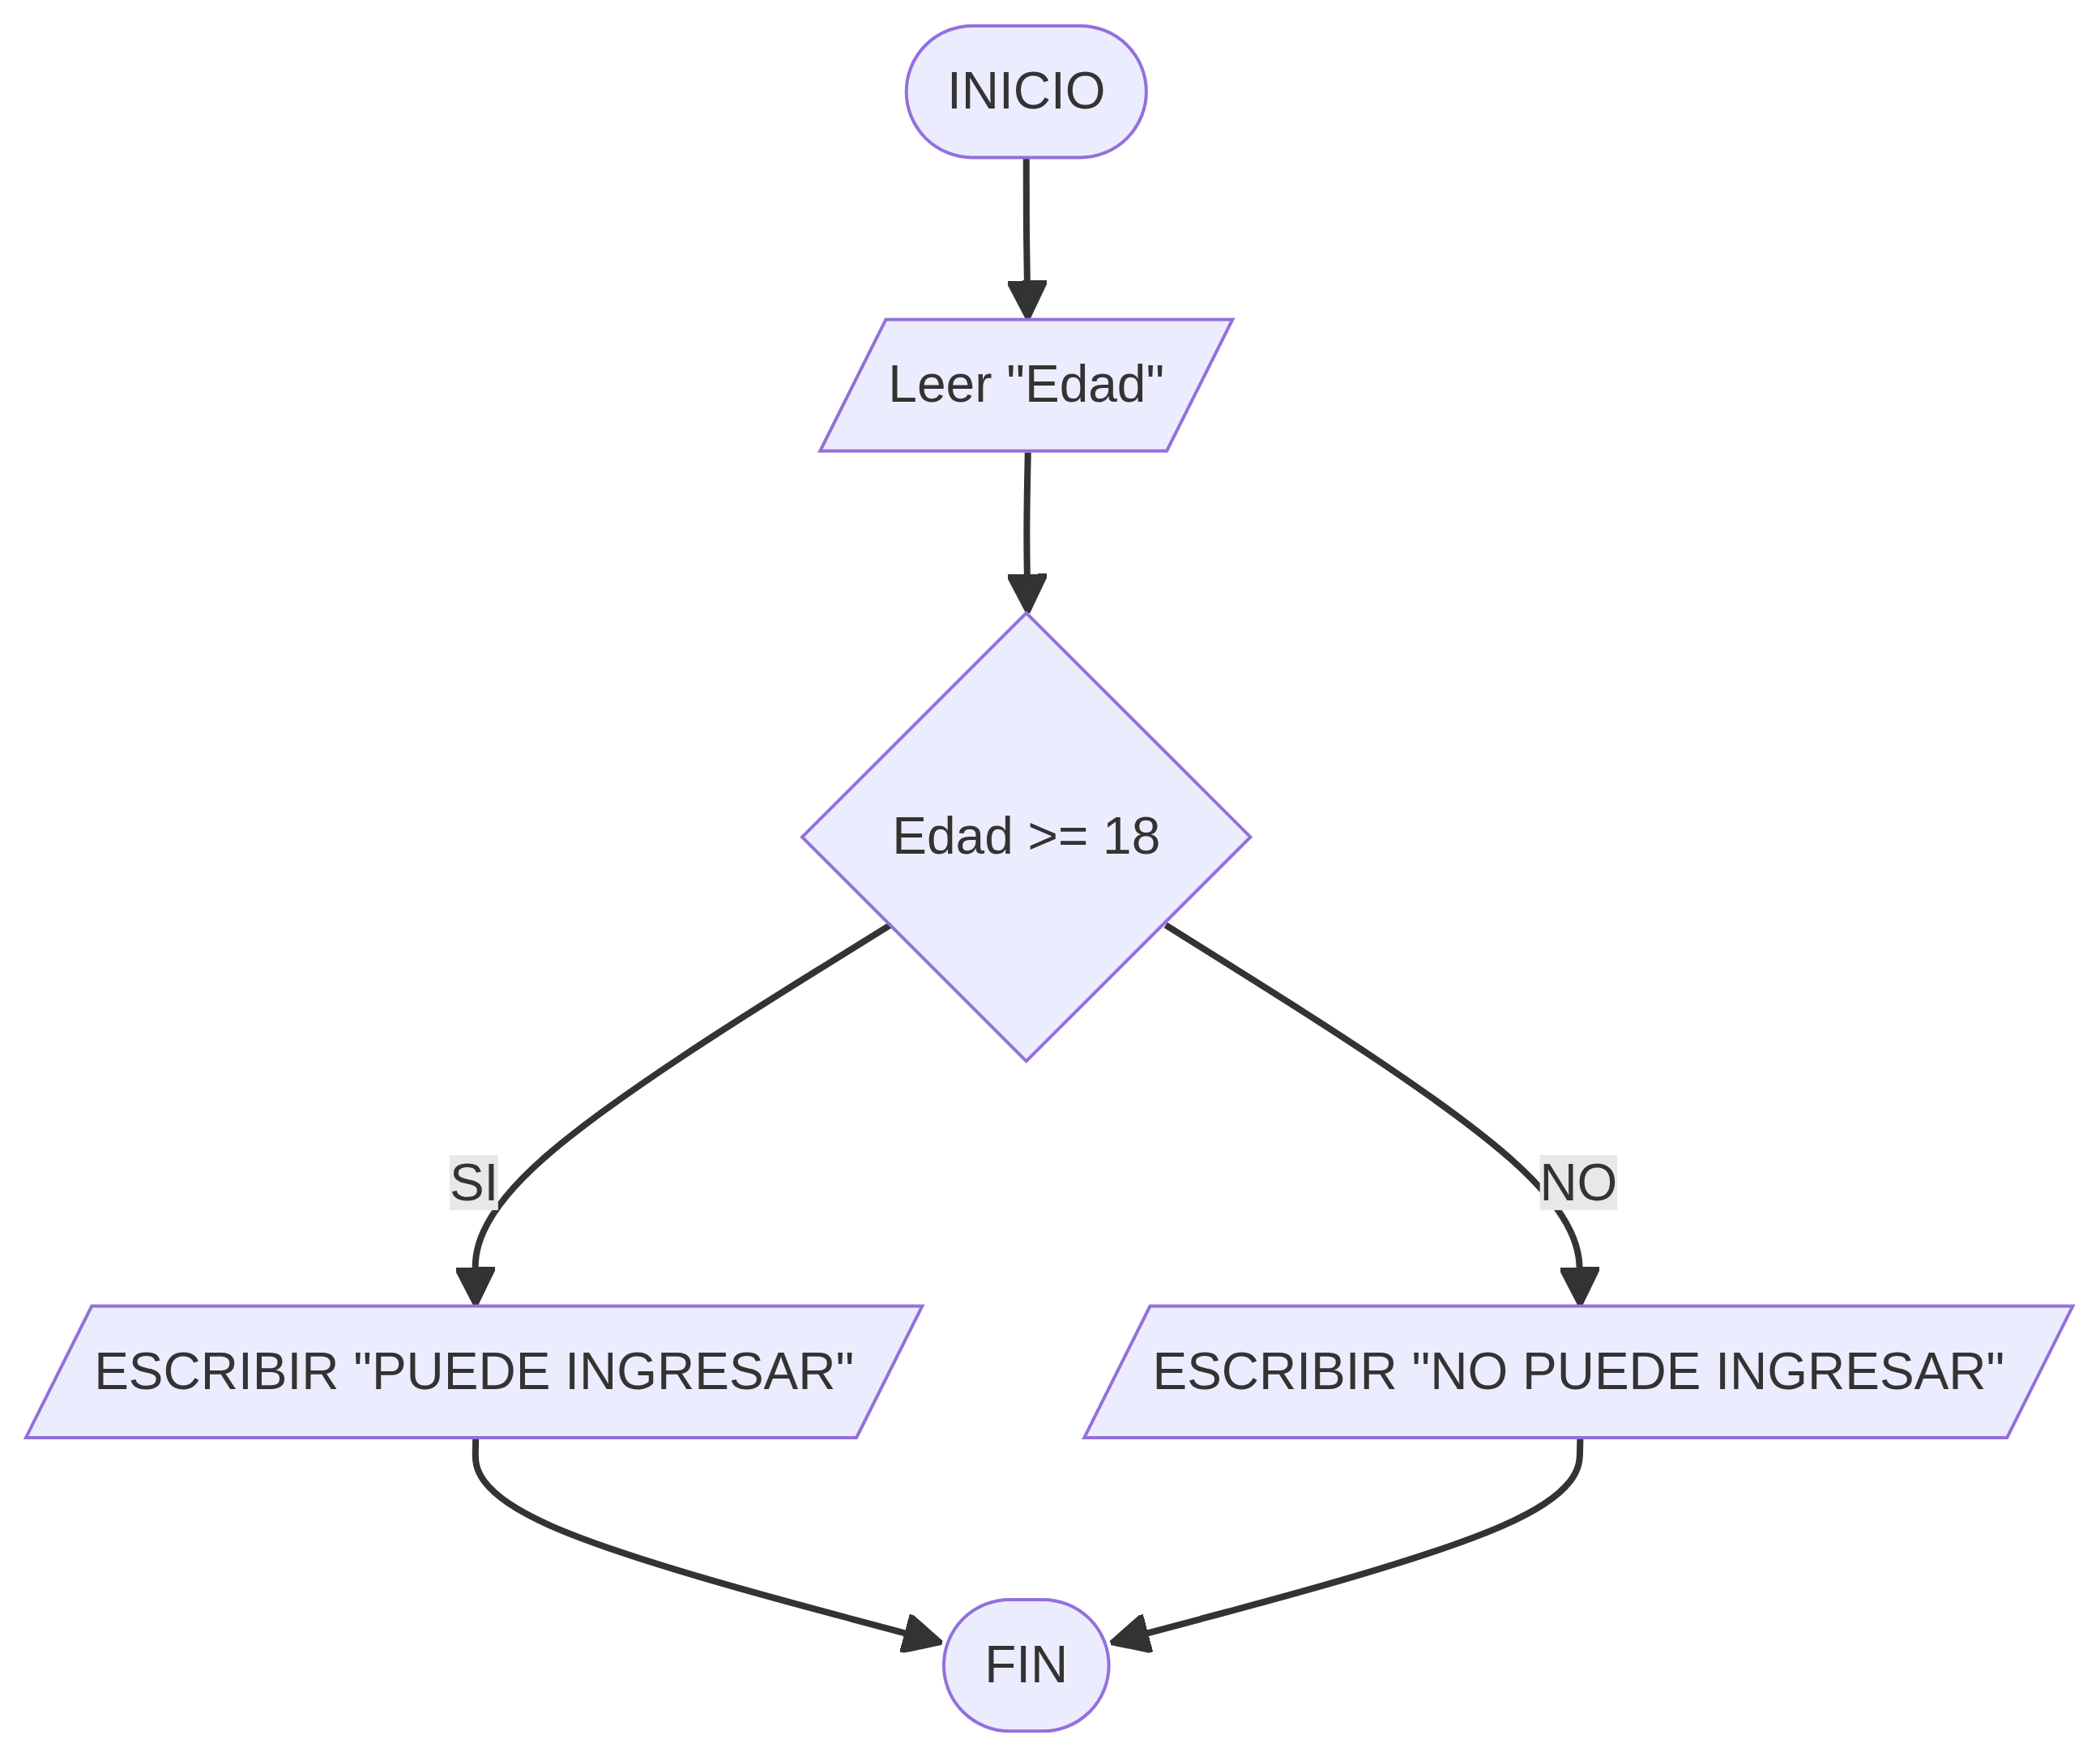 INICIO
Leer "Edad"
Edad >= 18
SI
NO
ESCRIBIR "PUEDE INGRESAR"
ESCRIBIR "NO PUEDE INGRESAR"
FIN